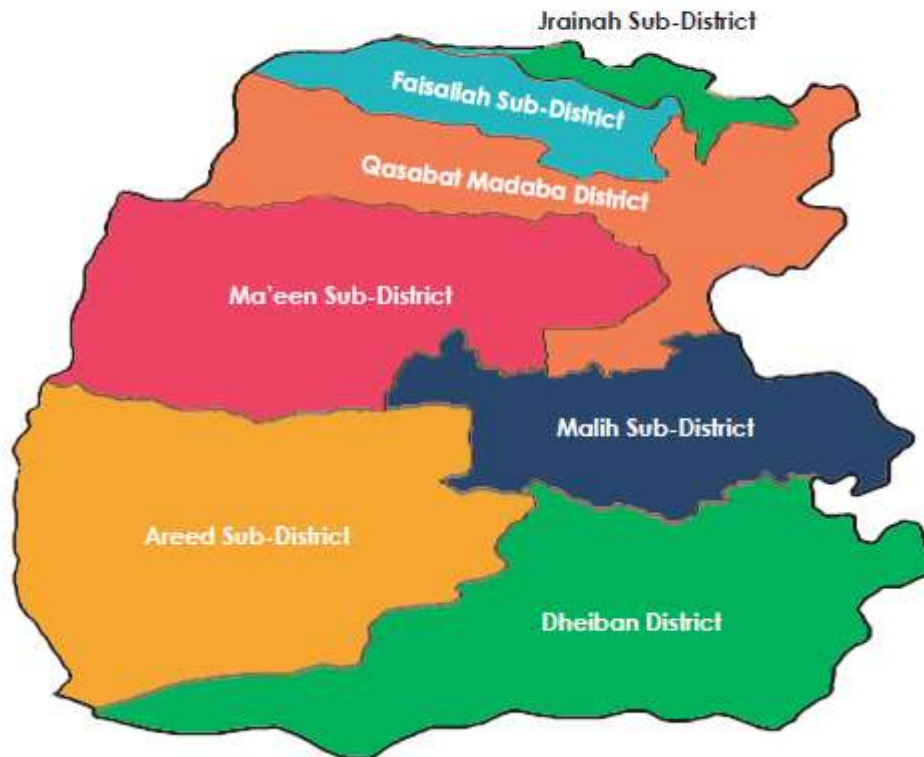 Jrainah Sub-District
Faisaliah Sub-District
Qasabat Madaba District
Ma'een Sub-District
Malih Sub-District
Areed Sub-District
Dheiban District